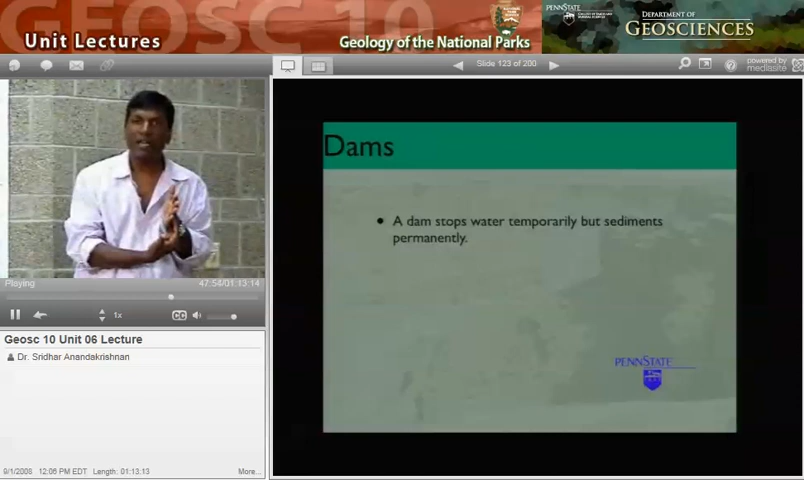 GEOSC 10
Unit Lectures
Geology of the National Parks
PENNSTATE
DEPARTMENT OF
GEOSCIENCES
Slide 123 of 200
powered by
mediasite
Dams
• A dam stops water temporarily but sediments
permanently.
PENNSTATE
Playing
47:54/01:13:14
1x
CC
Geosc 10 Unit 06 Lecture
Dr. Sridhar Anandakrishnan
9/1/2008
12:06 PM EDT
Length: 01:13:13
More...